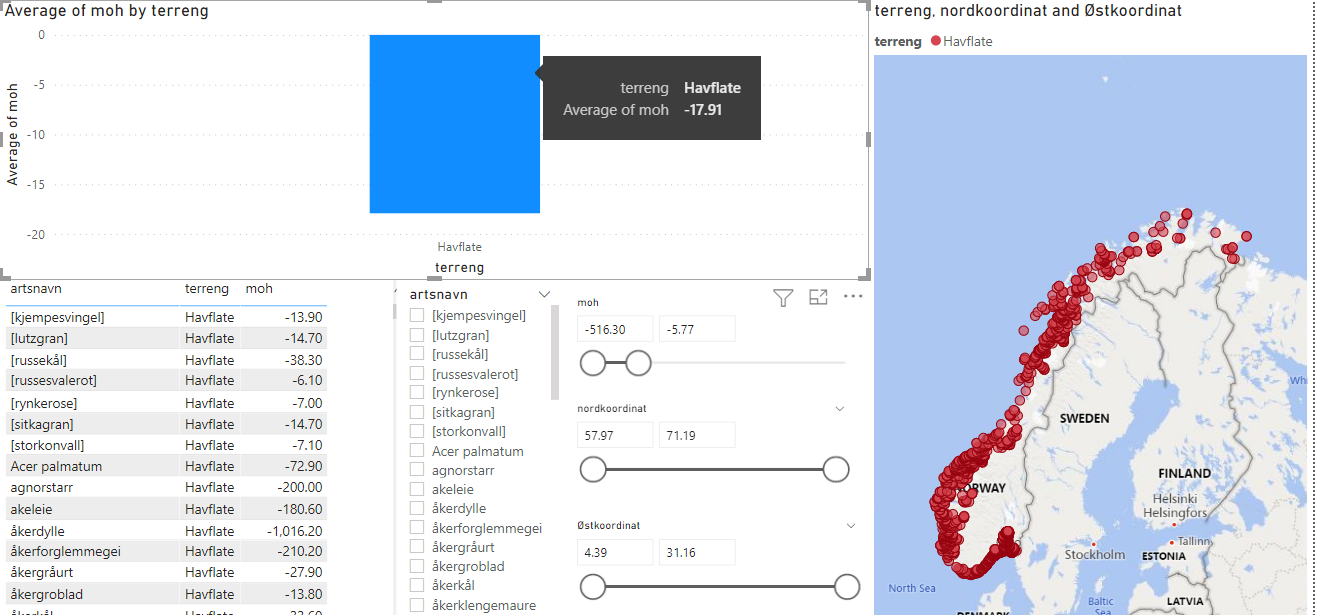 Average of moh by terreng
Average of moh
0
-5
-10
-15
-20
terreng Havflate
Average of moh -17.91
Havflate
terreng
artsnavn terreng moh
[kjempesvingel] Havflate -13.90
[lutzgran] Havflate -14.70
[russekål] Havflate -38.30
[russesvalerot] Havflate -6.10
[rynkerose] Havflate -7.00
[sitkagran] Havflate -14.70
[storkonvall] Havflate -7.10
Acer palmatum Havflate -72.90
agnorstarr Havflate -200.00
akeleie Havflate -180.60
åkerdylle Havflate -1,016.20
åkerforglemmegei Havflate -210.20
åkergråurt Havflate -27.90
åkergroblad Havflate -13.80
artsnavn
[kjempesvingel]
[lutzgran]
[russekål]
[russesvalerot]
[rynkerose]
[sitkagran]
[storkonvall]
Acer palmatum
agnorstarr
akeleie
åkerdylle
åkerforglemmegei
åkergråurt
åkergroblad
åkerkål
åkerklengemaure
moh
-516.30 -5.77
nordkoordinat
57.97 71.19
Østkoordinat
4.39 31.16
terreng, nordkoordinat and Østkoordinat
terreng Havflate
SWEDEN
FINLAND
Helsinki
Helsingfors
Tallinn
Stockholm
ESTONIA
North Sea
Baltic
Sea
LATVIA